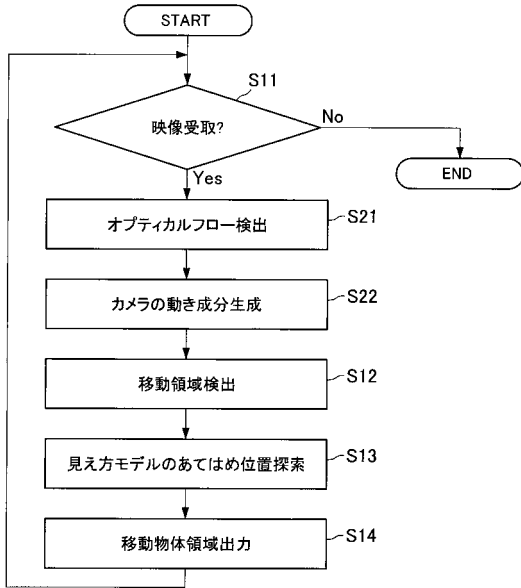 START
S11
映像受取?
No
END
Yes
オプティカルフロー検出
S21
カメラの動き成分生成
S22
移動領域検出
S12
見え方モデルのあてはめ位置探索
S13
移動物体領域出力
S14